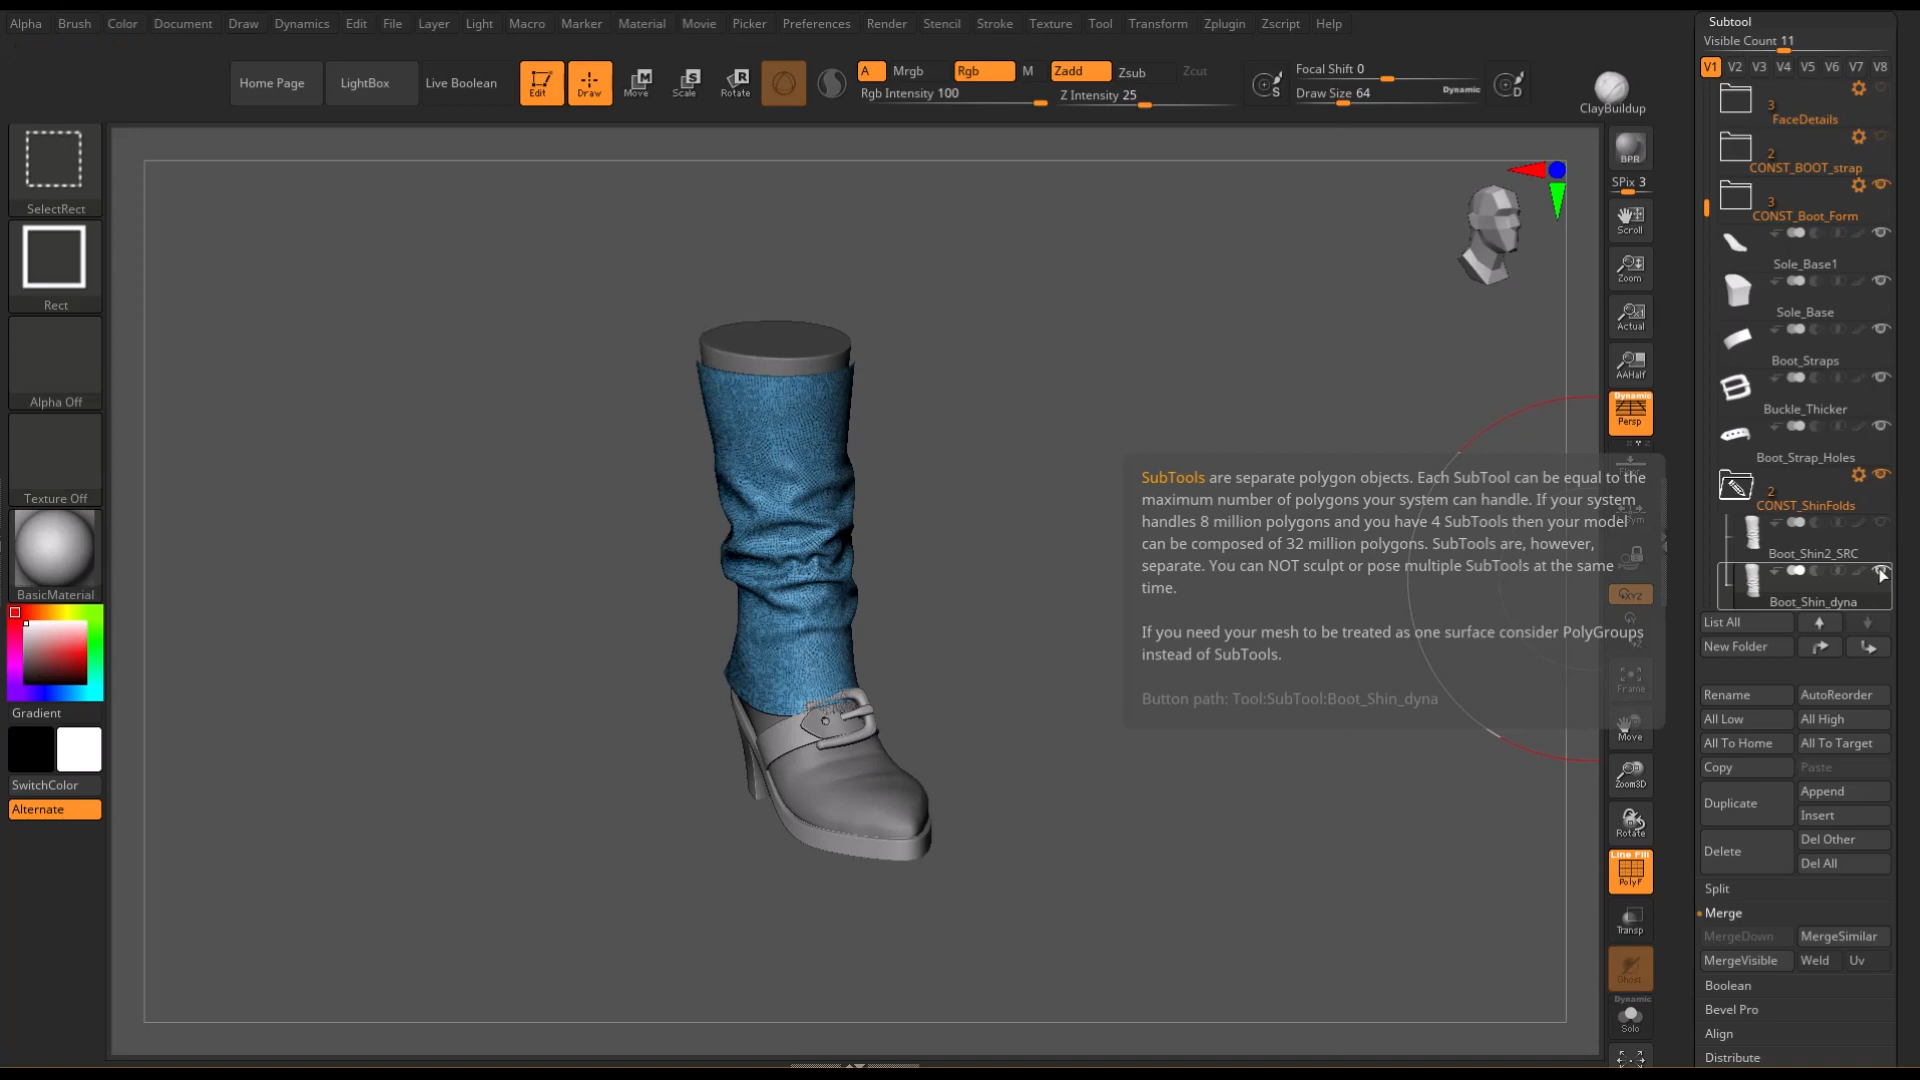 Alpha Brush Color Document Draw Dynamics Edit File Layer Light Macro Marker Material Movie Picker Preferences Render Stencil Stroke Texture Tool Transform Zplugin Zscript Help
Home Page LightBox Live Boolean Edit Draw Move Scale Rotate
M S R
A Mrgb Rgb M Zadd Zsub Zcut
Rgb Intensity 100 Z Intensity 25
S Focal Shift 0
Draw Size 64 Dynamic D
ClayBuildup
SelectRect
Rect
Alpha Off
Texture Off
BasicMaterial
Gradient
SwitchColor
Alternate
SubTools are separate polygon objects. Each SubTool can be equal to the
maximum number of polygons your system can handle. If your system
handles 8 million polygons and you have 4 SubTools then your model
can be composed of 32 million polygons. SubTools are, however,
separate. You can NOT sculpt or pose multiple SubTools at the same
time.
If you need your mesh to be treated as one surface consider PolyGroups
instead of SubTools.
Button path: Tool:SubTool:Boot_Shin_dyna
BPR
SPix 3
Scroll
Zoom
Actual
AAHalf
Dynamic
Persp
XYZ
Frame
Move
Zoom3D
Rotate
Line Fill
PolyF
Transp
Ghost
Dynamic
Solo
Subtool
Visible Count 11
V1 V2 V3 V4 V5 V6 V7 V8
3
FaceDetails
2
CONST_BOOT_strap
3
CONST_Boot_Form
Sole_Base1
Sole_Base
Boot_Straps
Buckle_Thicker
Boot_Strap_Holes
2
CONST_ShinFolds
Boot_Shin2_SRC
Boot_Shin_dyna
List All
New Folder
Rename AutoReorder
All Low All High
All To Home All To Target
Copy Paste
Duplicate Append
Insert
Delete Del Other
Del All
Split
Merge
MergeDown MergeSimilar
MergeVisible Weld Uv
Boolean
Bevel Pro
Align
Distribute